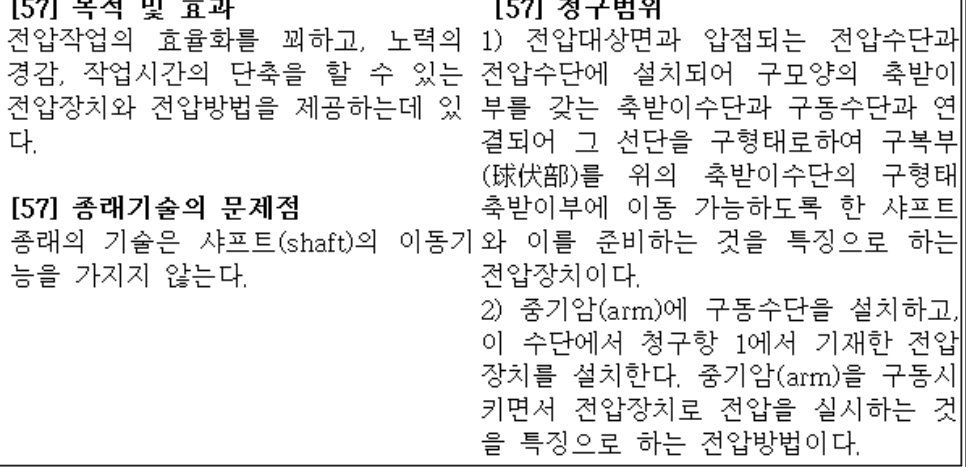 [57] 목적 및 효과
전압작업의 효율화를 꾀하고, 노력의
경감, 작업시간의 단축을 할 수 있는
전압장치와 전압방법을 제공하는데 있
다.
[57] 종래기술의 문제점
종래의 기술은 샤프트(shaft)의 이동기
능을 가지지 않는다.
[57] 청구범위
1) 전압대상면과 압접되는 전압수단과
전압수단에 설치되어 구모양의 축받이
부를 갖는 축받이수단과 구동수단과 연
결되어 그 선단을 구형태로하여 구복부
(球伏部)를 위의 축받이수단의 구형태
축받이부에 이동 가능하도록 한 샤프트
와 이를 준비하는 것을 특징으로 하는
전압장치이다.
2) 중기암(arm)에 구동수단을 설치하고,
이 수단에서 청구항 1에서 기재한 전압
장치를 설치한다. 중기암(arm)을 구동시
키면서 전압장치로 전압을 실시하는 것
을 특징으로 하는 전압방법이다.